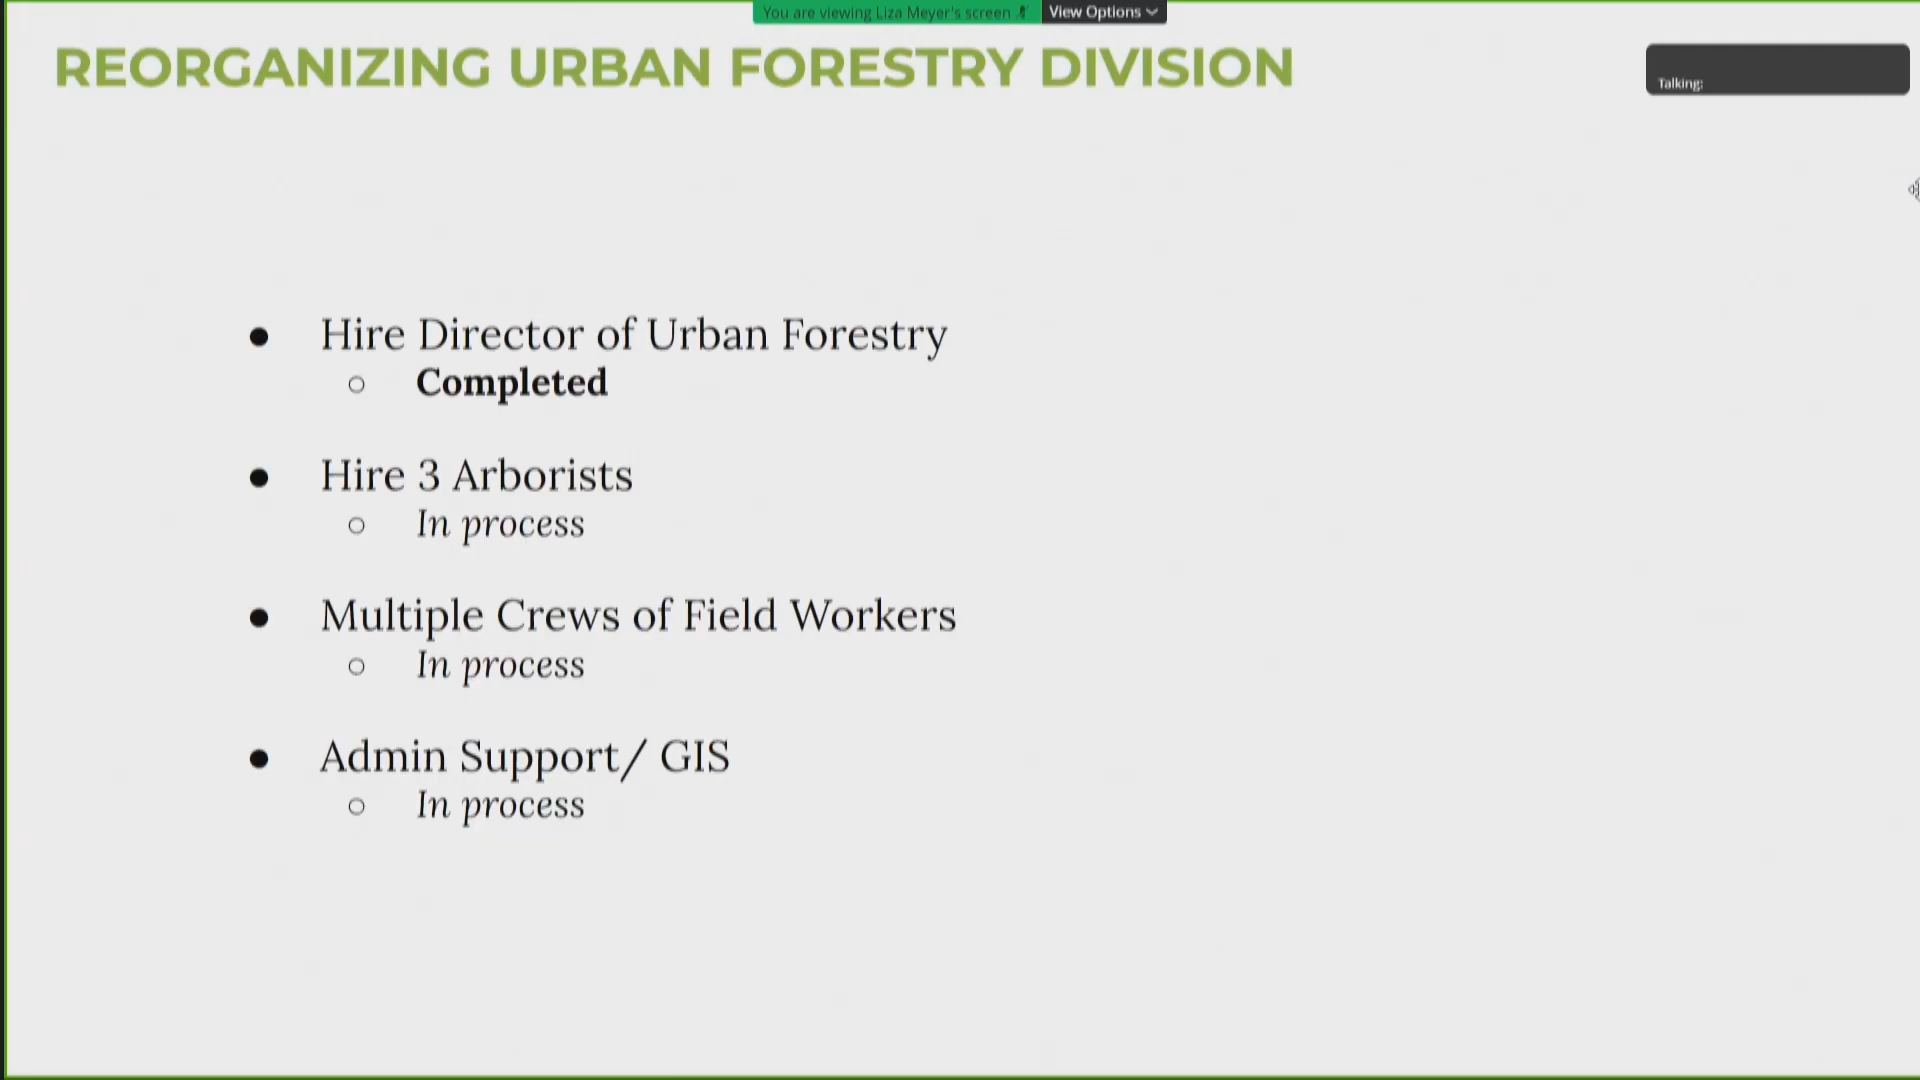 You are viewing Liza Meyer's screen
View Options
REORGANIZING URBAN FORESTRY DIVISION
Talking:
● Hire Director of Urban Forestry
○ Completed
● Hire 3 Arborists
○ In process
● Multiple Crews of Field Workers
○ In process
● Admin Support/ GIS
○ In process